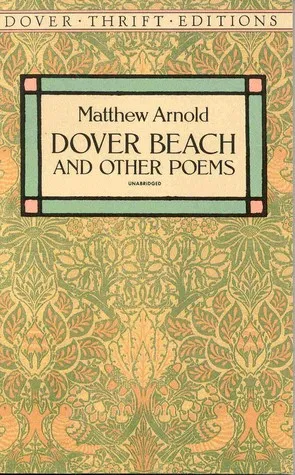 DOVER · THRIFT · EDITIONS
Matthew Arnold
DOVER BEACH
AND OTHER POEMS
UNABRIDGED